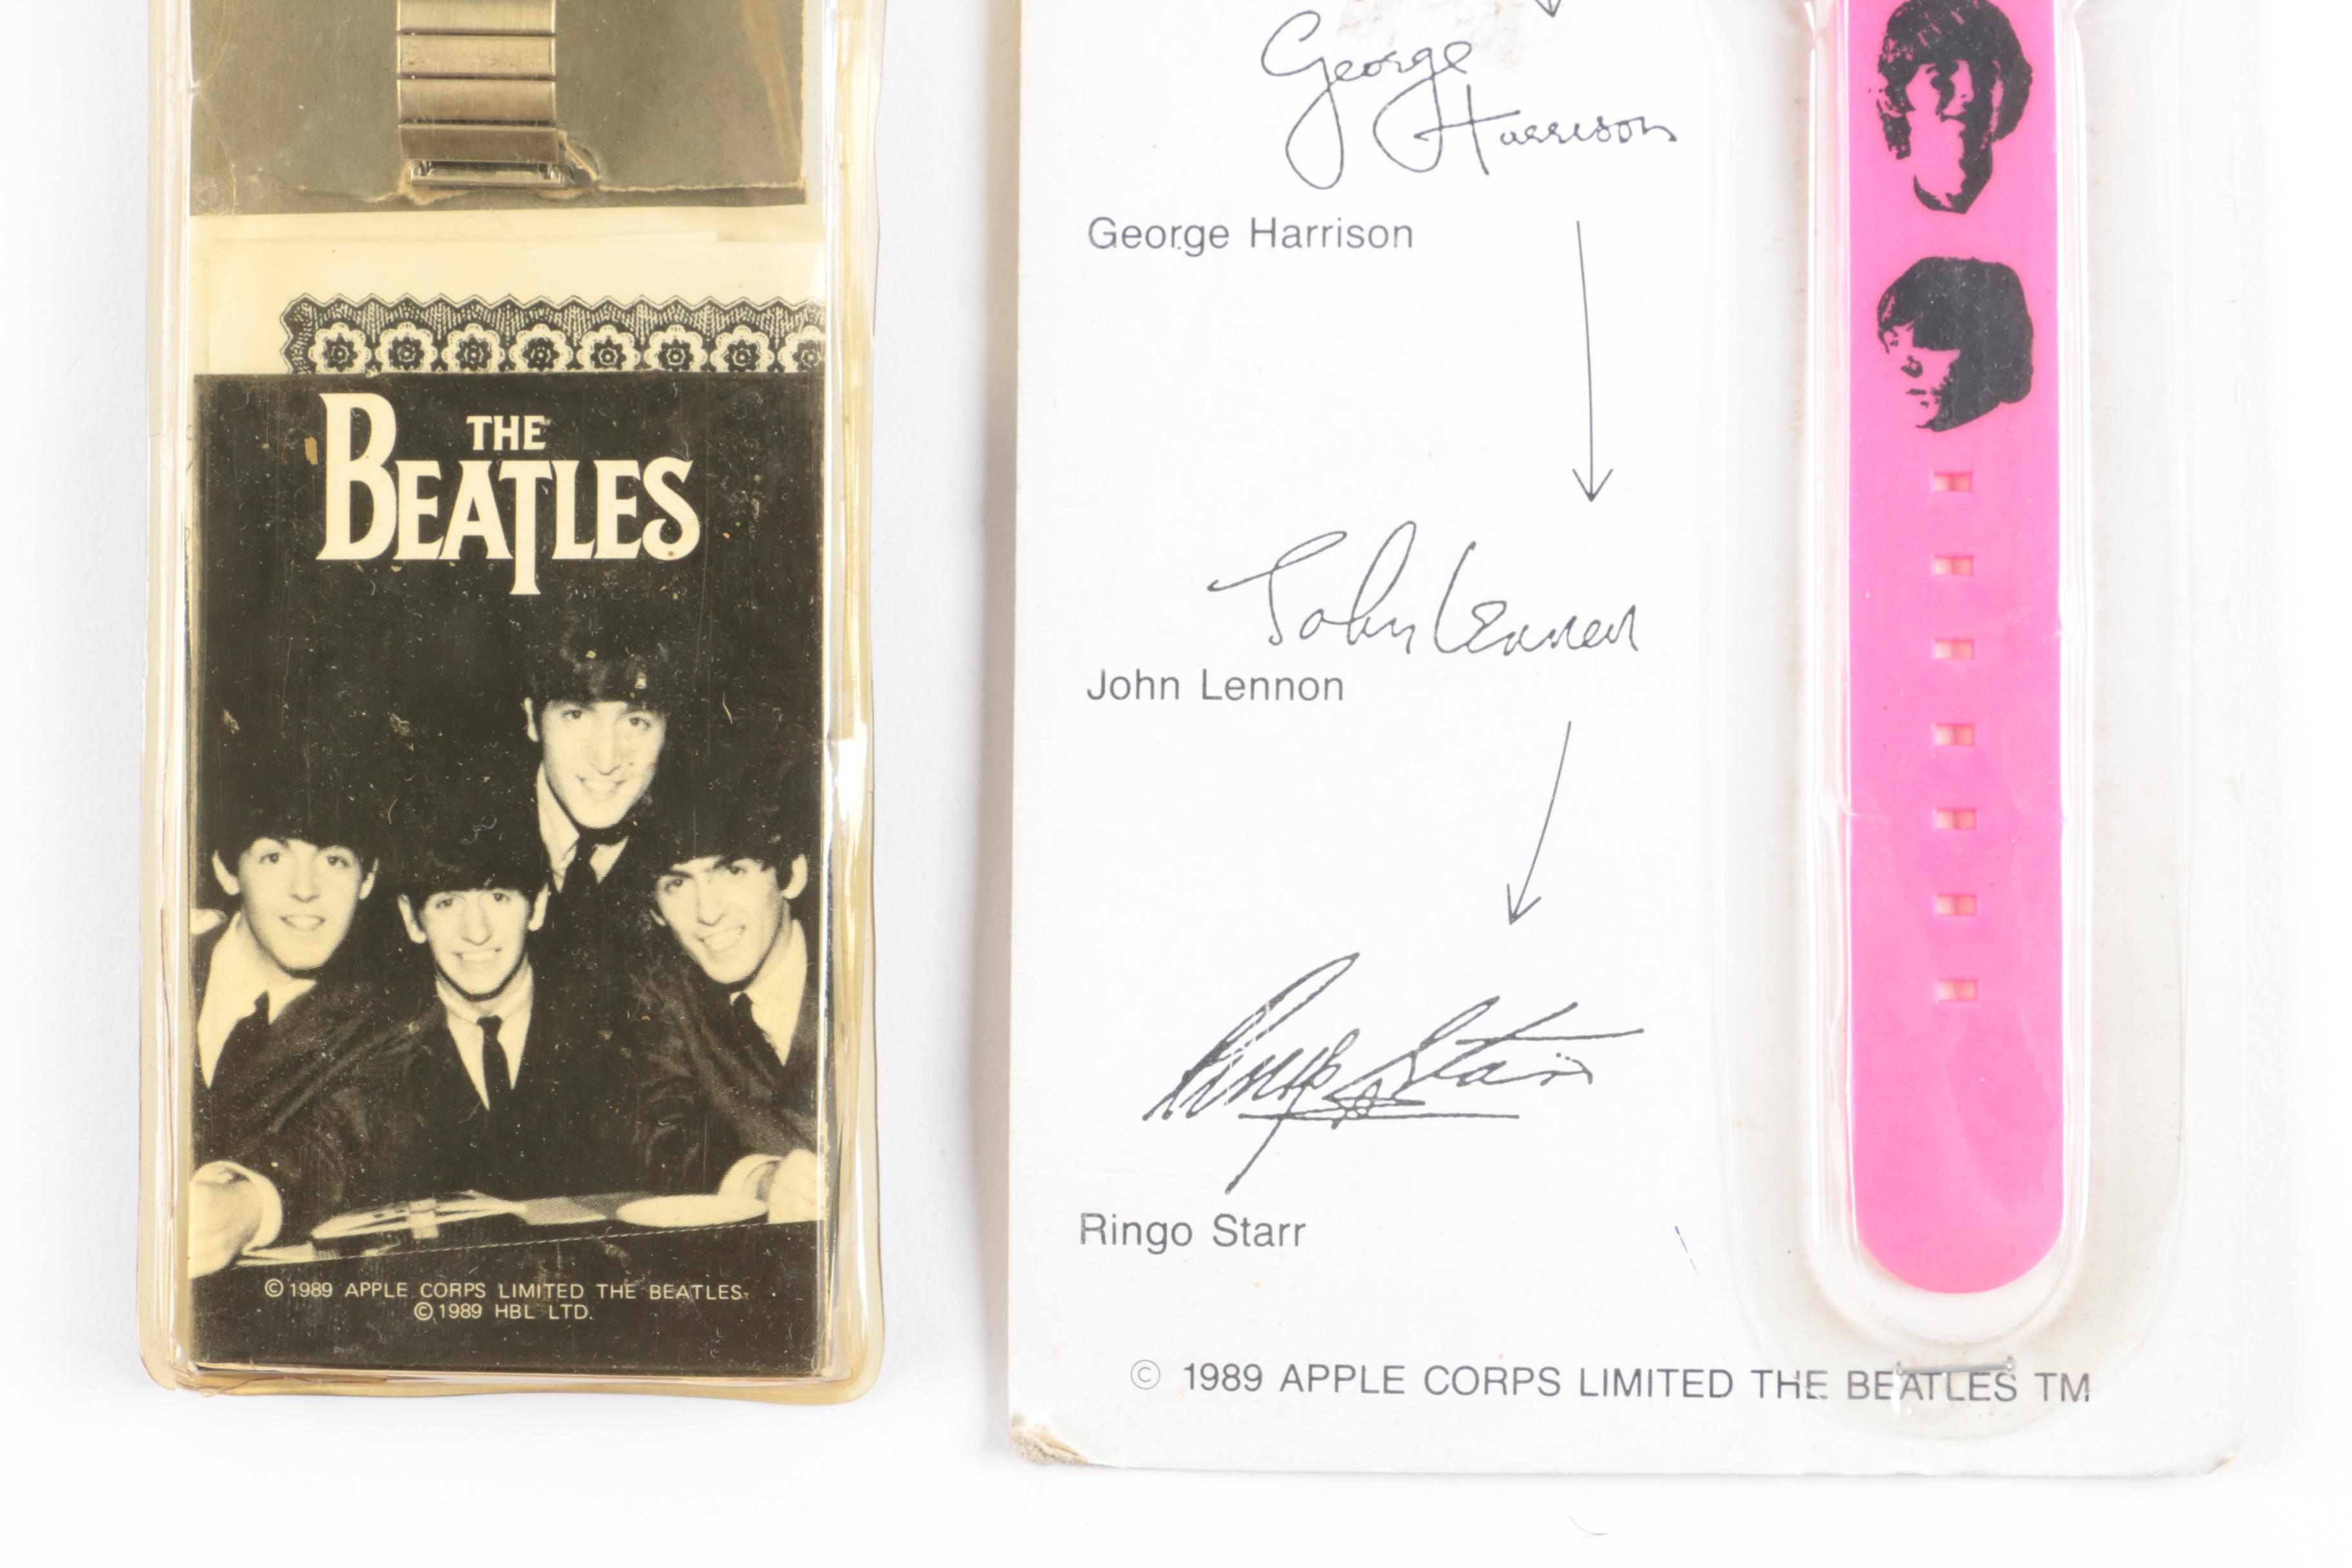 THE
BEATLES
© 1989 APPLE CORPS LIMITED THE BEATLES
© 1989 HBL LTD.
George
Harrison
George Harrison
John Lennon
John Lennon
Ringo Starr
Ringo Starr
© 1989 APPLE CORPS LIMITED THE BEATLES TM